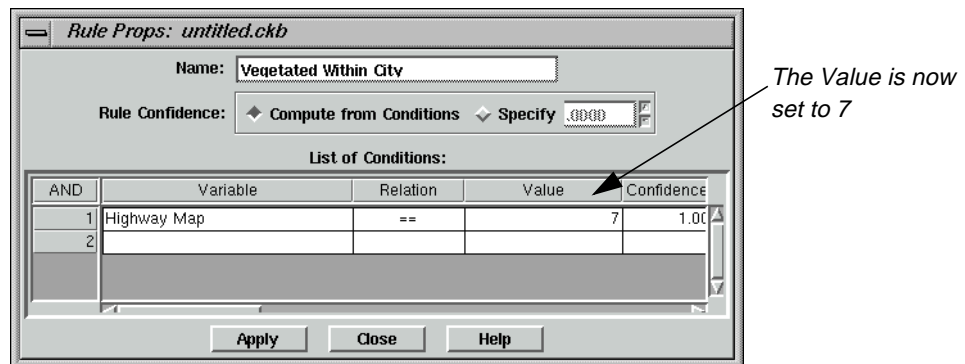 Rule Props: untitled.ckb
Name: Vegetated Within City
The Value is now
set to 7
Rule Confidence: Compute from Conditions Specify .0000
List of Conditions:
AND Variable Relation Value Confidence
1 Highway Map == 7 1.00
2
Apply Close Help